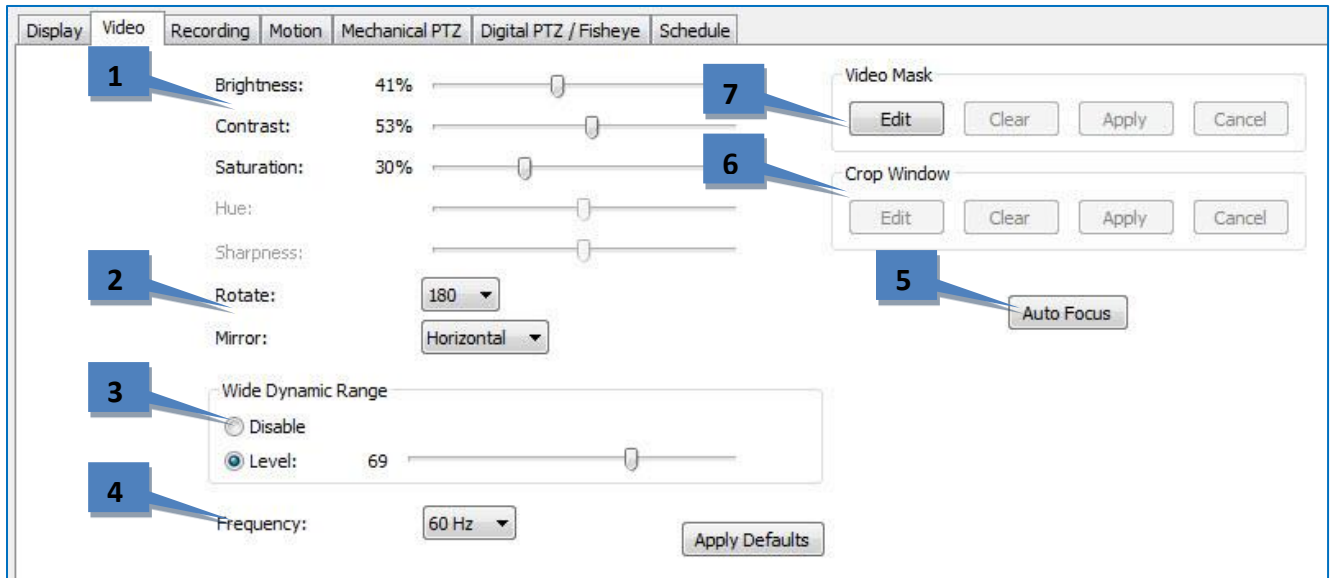 Display Video Recording Motion Mechanical PTZ Digital PTZ / Fisheye Schedule
1
Brightness: 41%
Contrast: 53%
Saturation: 30%
Hue:
Sharpness:
2
Rotate: 180
Mirror: Horizontal
3
Wide Dynamic Range
Disable
Level: 69
4
Frequency: 60 Hz
Apply Defaults
7
Video Mask
Edit Clear Apply Cancel
6
Crop Window
Edit Clear Apply Cancel
5
Auto Focus